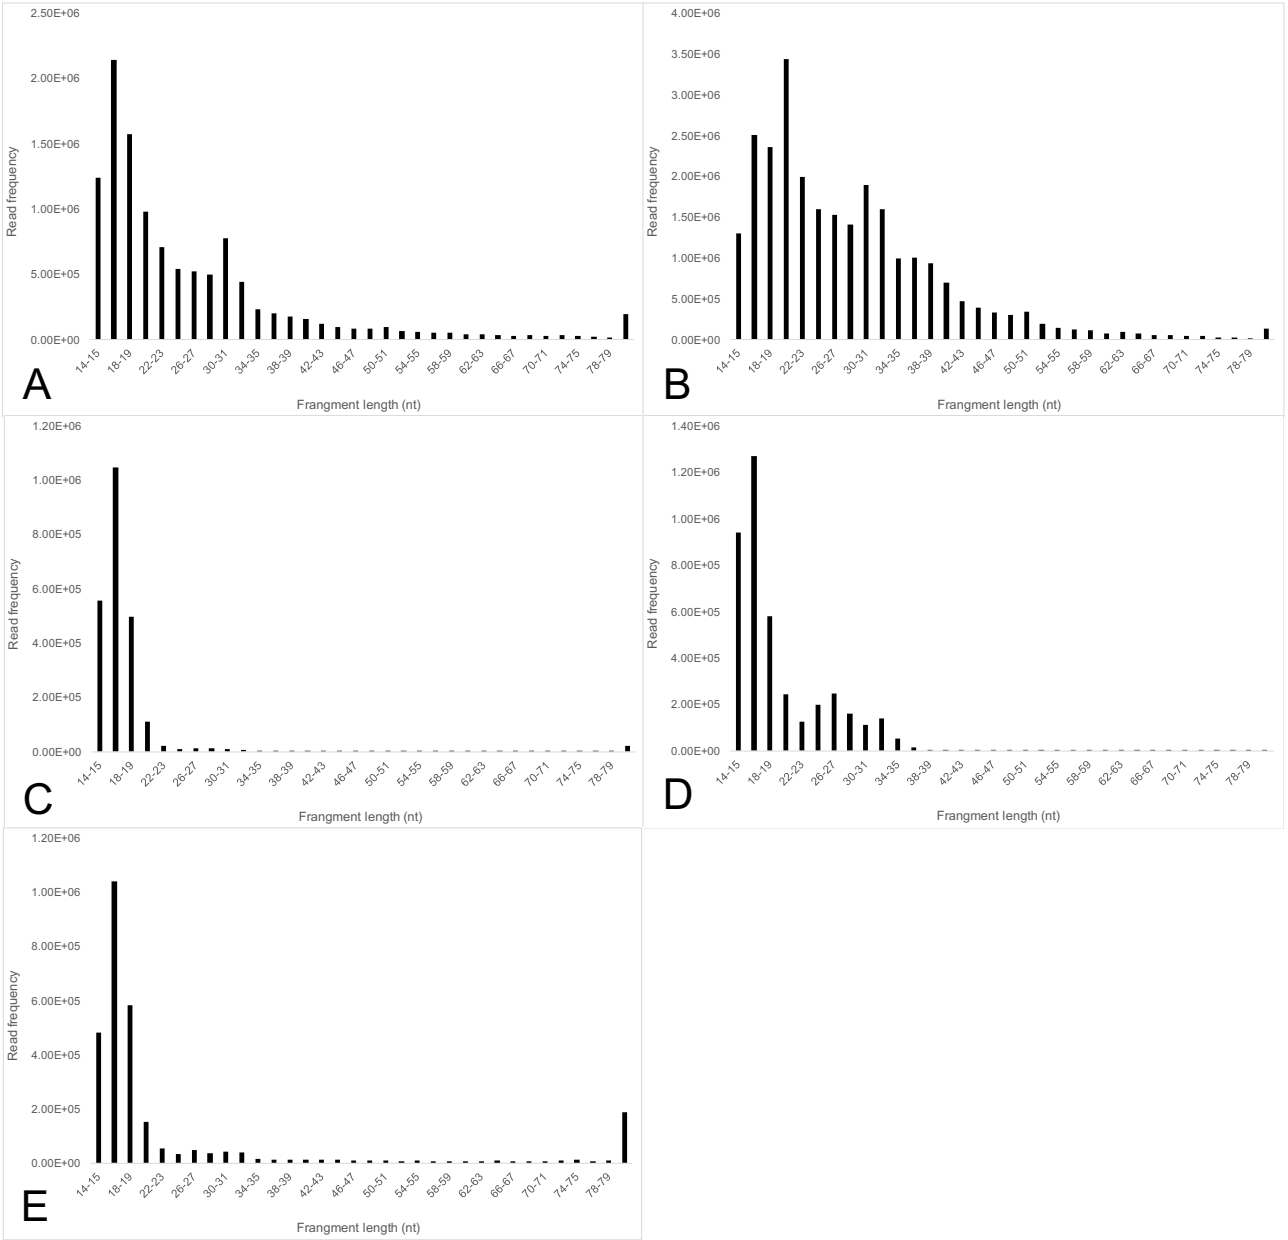 2.50E+06
2.00E+06
1.50E+06
1.00E+06
5.00E+05
0.00E+00
Read frequency
14-15 18-19 22-23 26-27 30-31 34-35 38-39 42-43 46-47 50-51 54-55 58-59 62-63 66-67 70-71 74-75 78-79
Frangment length (nt)
A
4.00E+06
3.50E+06
3.00E+06
2.50E+06
2.00E+06
1.50E+06
1.00E+06
5.00E+05
0.00E+00
Read frequency
14-15 18-19 22-23 26-27 30-31 34-35 38-39 42-43 46-47 50-51 54-55 58-59 62-63 66-67 70-71 74-75 78-79
Frangment length (nt)
B
1.20E+06
1.00E+06
8.00E+05
6.00E+05
4.00E+05
2.00E+05
0.00E+00
Read frequency
14-15 18-19 22-23 26-27 30-31 34-35 38-39 42-43 46-47 50-51 54-55 58-59 62-63 66-67 70-71 74-75 78-79
Frangment length (nt)
C
1.40E+06
1.20E+06
1.00E+06
8.00E+05
6.00E+05
4.00E+05
2.00E+05
0.00E+00
Read frequency
14-15 18-19 22-23 26-27 30-31 34-35 38-39 42-43 46-47 50-51 54-55 58-59 62-63 66-67 70-71 74-75 78-79
Frangment length (nt)
D
1.20E+06
1.00E+06
8.00E+05
6.00E+05
4.00E+05
2.00E+05
0.00E+00
Read frequency
14-15 18-19 22-23 26-27 30-31 34-35 38-39 42-43 46-47 50-51 54-55 58-59 62-63 66-67 70-71 74-75 78-79
Frangment length (nt)
E